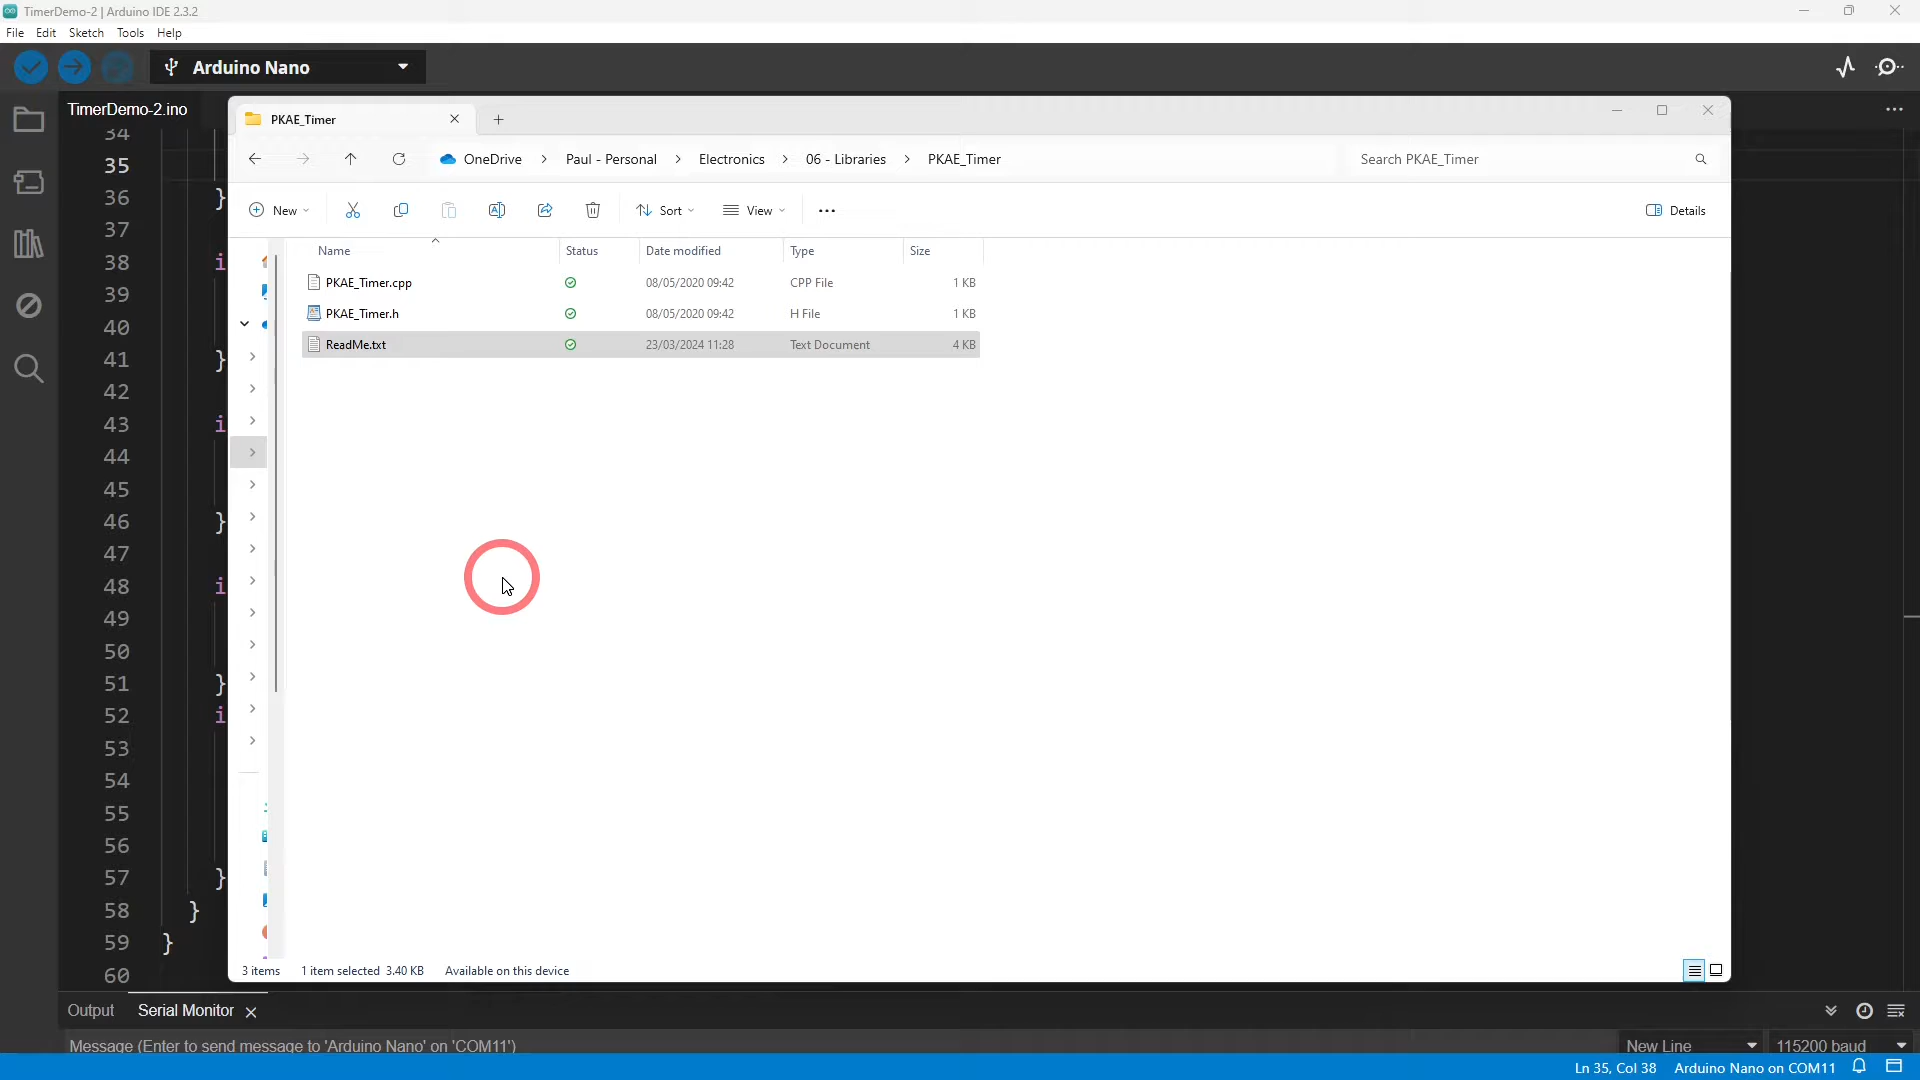 TimerDemo-2 | Arduino IDE 2.3.2
File Edit Sketch Tools Help
Arduino Nano
TimerDemo-2.ino
PKAE_Timer
OneDrive > Paul - Personal > Electronics > 06 - Libraries > PKAE_Timer
Search PKAE_Timer
New
Sort
View
Details
Name Status Date modified Type Size
PKAE_Timer.cpp 08/05/2020 09:42 CPP File 1 KB
PKAE_Timer.h 08/05/2020 09:42 H File 1 KB
ReadMe.txt 23/03/2024 11:28 Text Document 4 KB
34
35
36 }
37
38 i
39
40
41 }
42
43 i
44
45
46 }
47
48 i
49
50
51 }
52 i
53
54
55
56
57 }
58 }
59 }
60
3 items 1 item selected 3.40 KB Available on this device
Output Serial Monitor
Message (Enter to send message to 'Arduino Nano' on 'COM11')
New Line 115200 baud
Ln 35, Col 38 Arduino Nano on COM11